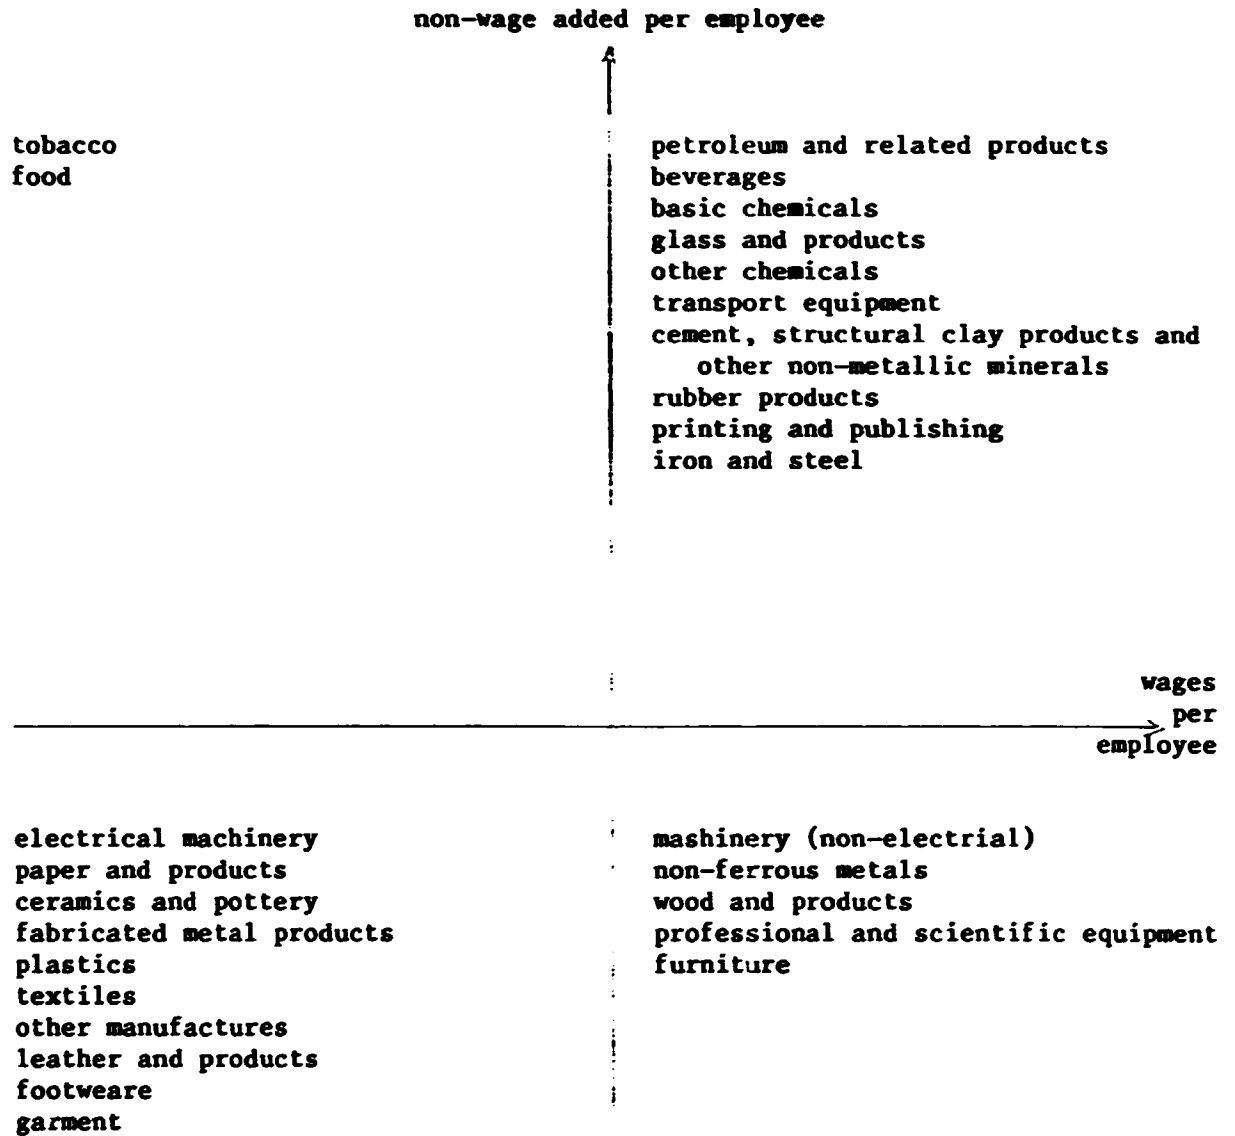 non-wage added per employee
tobacco
food
petroleum and related products
beverages
basic chemicals
glass and products
other chemicals
transport equipment
cement, structural clay products and
other non-metallic minerals
rubber products
printing and publishing
iron and steel
wages
per
employee
electrical machinery
paper and products
ceramics and pottery
fabricated metal products
plastics
textiles
other manufactures
leather and products
footweare
garment
mashinery (non-electrial)
non-ferrous metals
wood and products
professional and scientific equipment
furniture